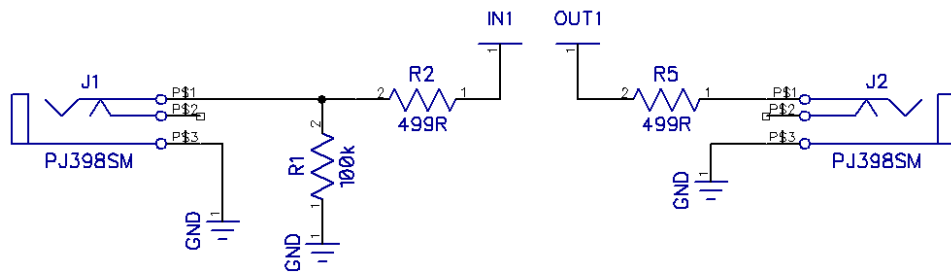 IN1 OUT1
J1 P$1 P$2 P$3 PJ398SM
2 R2 1 499R
1
1
2 R5 1 499R
P$1 P$2 P$3 J2 PJ398SM
2 R1 100k 1
GND 1
GND 1
GND 1